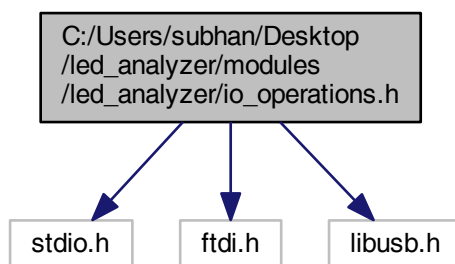 C:/Users/subhan/Desktop
/led_analyzer/modules
/led_analyzer/io_operations.h
stdio.h
ftdi.h
libusb.h